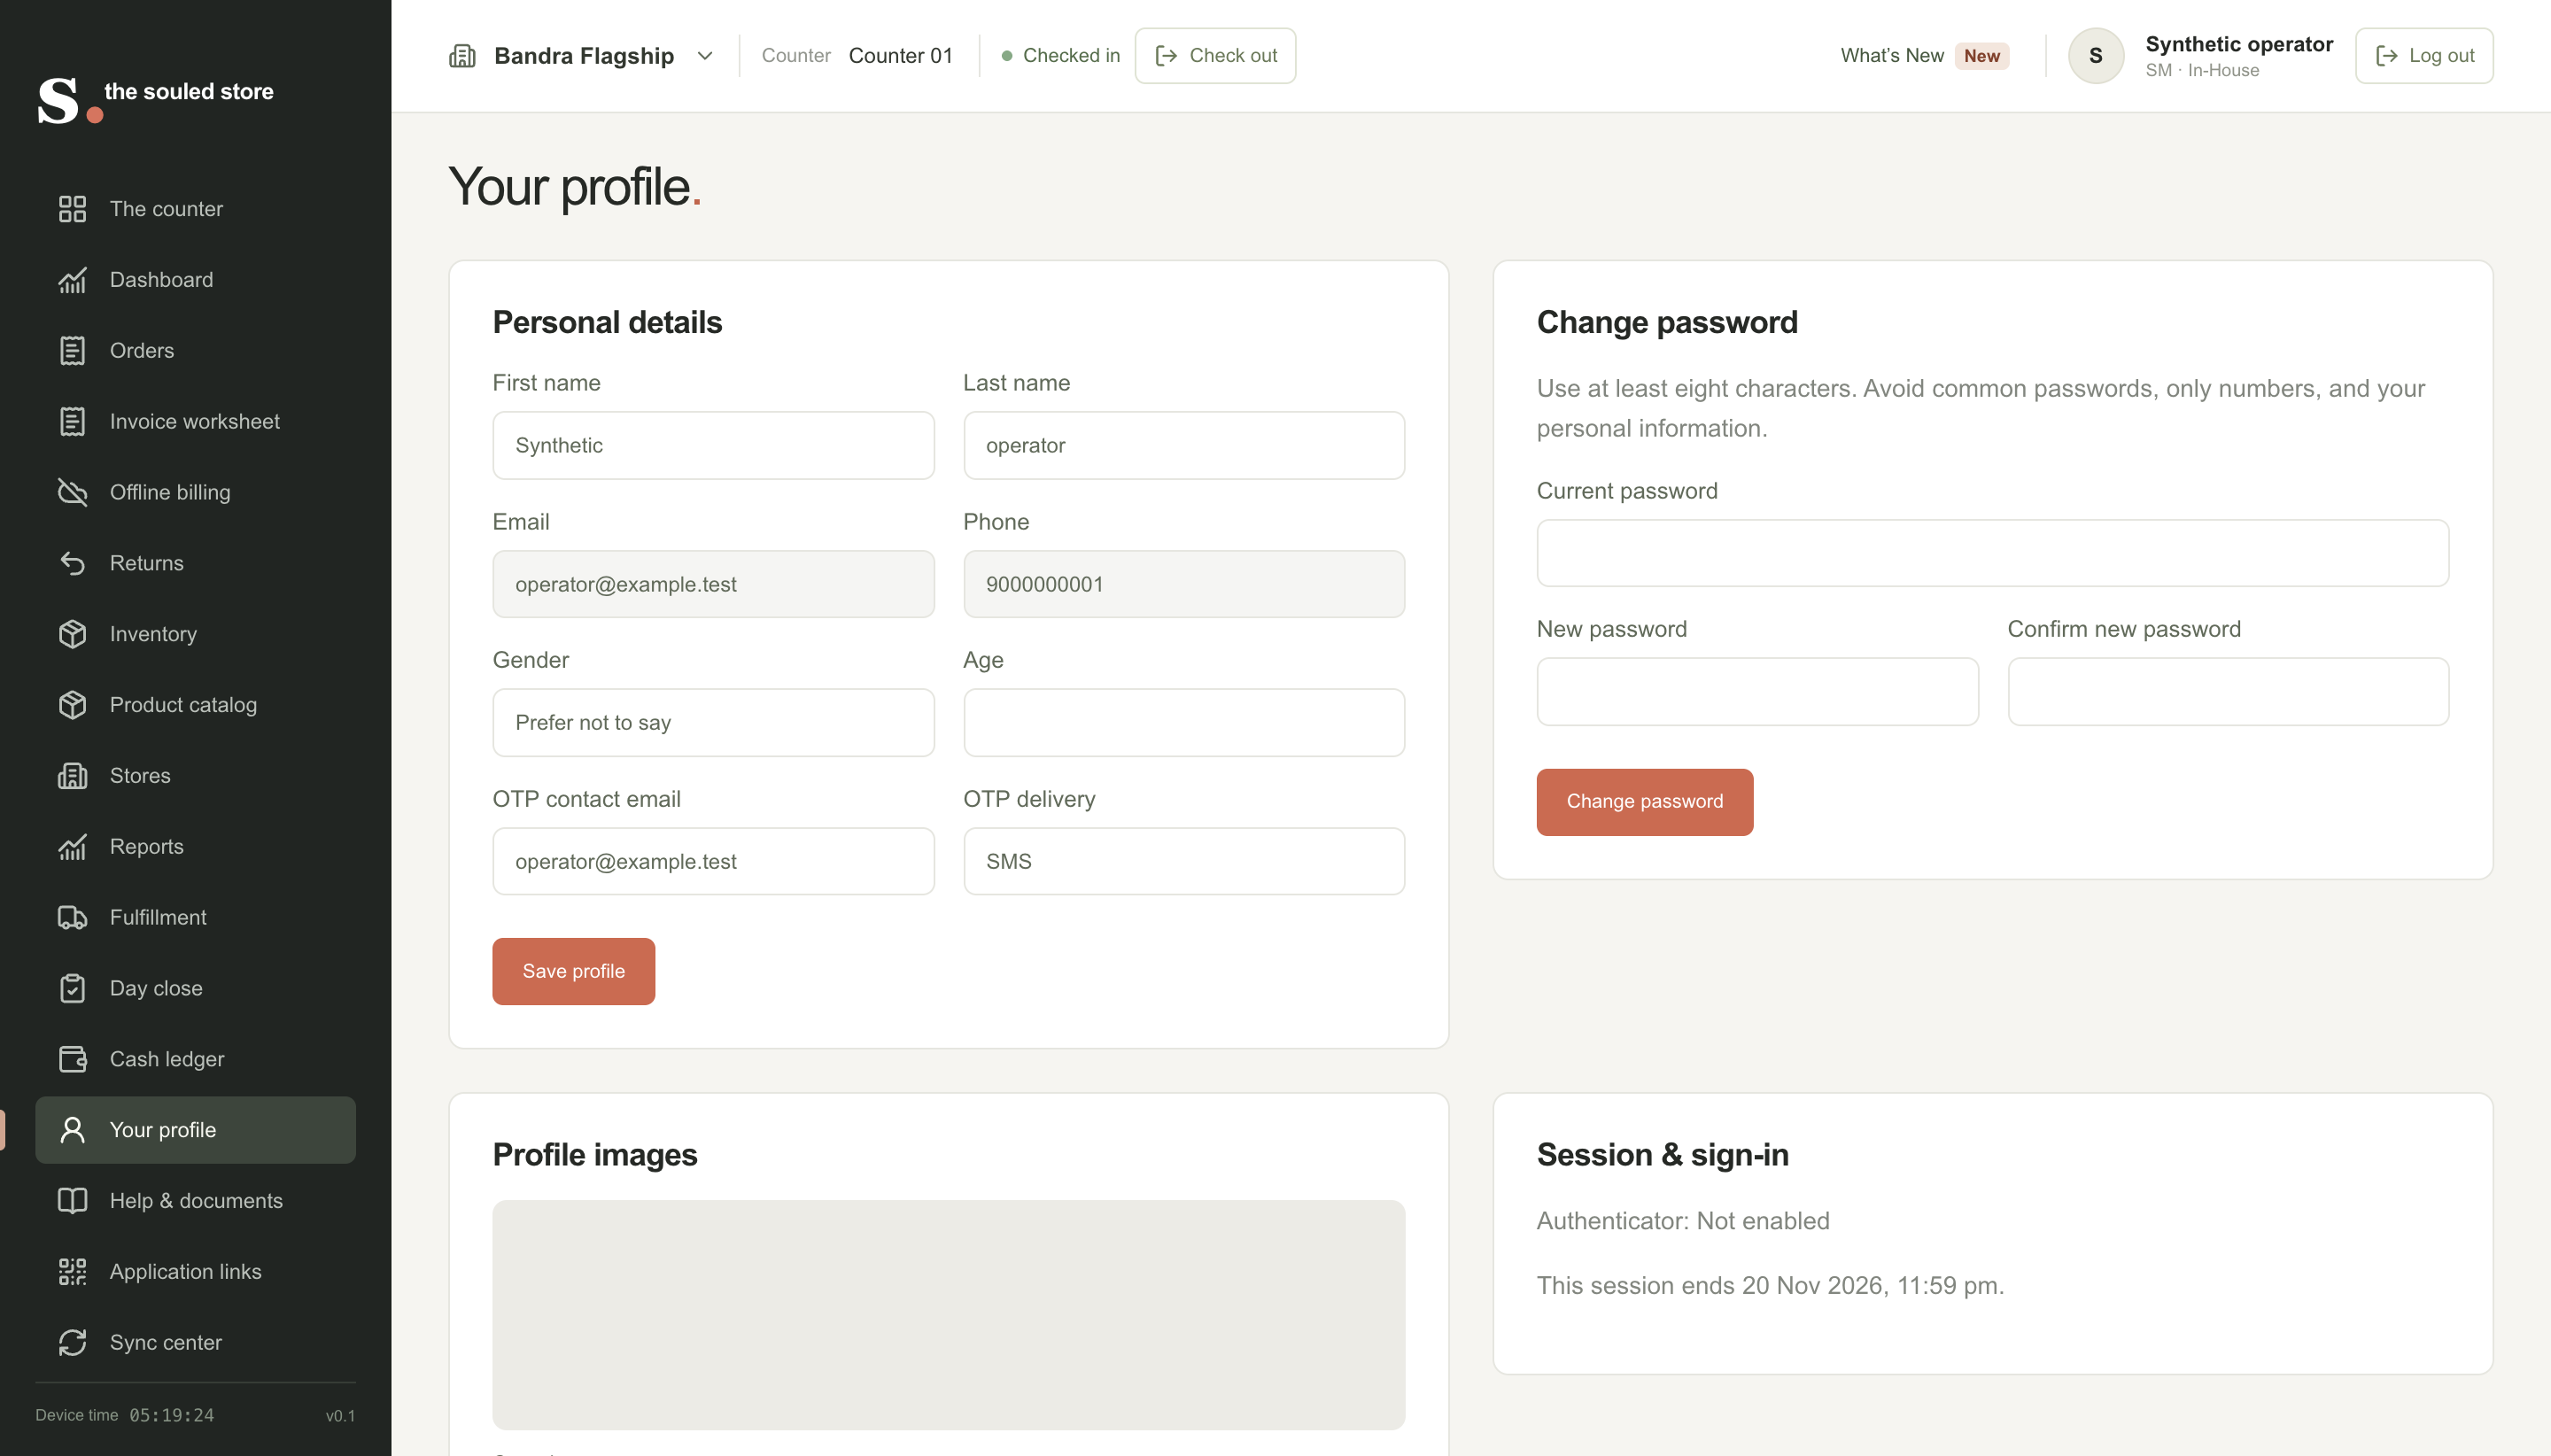 S.
the souled store
The counter
Dashboard
Orders
Invoice worksheet
Offline billing
Returns
Inventory
Product catalog
Stores
Reports
Fulfillment
Day close
Cash ledger
Your profile
Help & documents
Application links
Sync center
Device time 05:19:24 v0.1
Bandra Flagship Counter Counter 01 Checked in Check out
What's New New
S
Synthetic operator
SM · In-House
Log out
Your profile.
Personal details
First name Last name
Synthetic operator
Email Phone
operator@example.test 9000000001
Gender Age
Prefer not to say
OTP contact email OTP delivery
operator@example.test SMS
Save profile
Change password
Use at least eight characters. Avoid common passwords, only numbers, and your
personal information.
Current password
New password Confirm new password
Change password
Profile images
Session & sign-in
Authenticator: Not enabled
This session ends 20 Nov 2026, 11:59 pm.